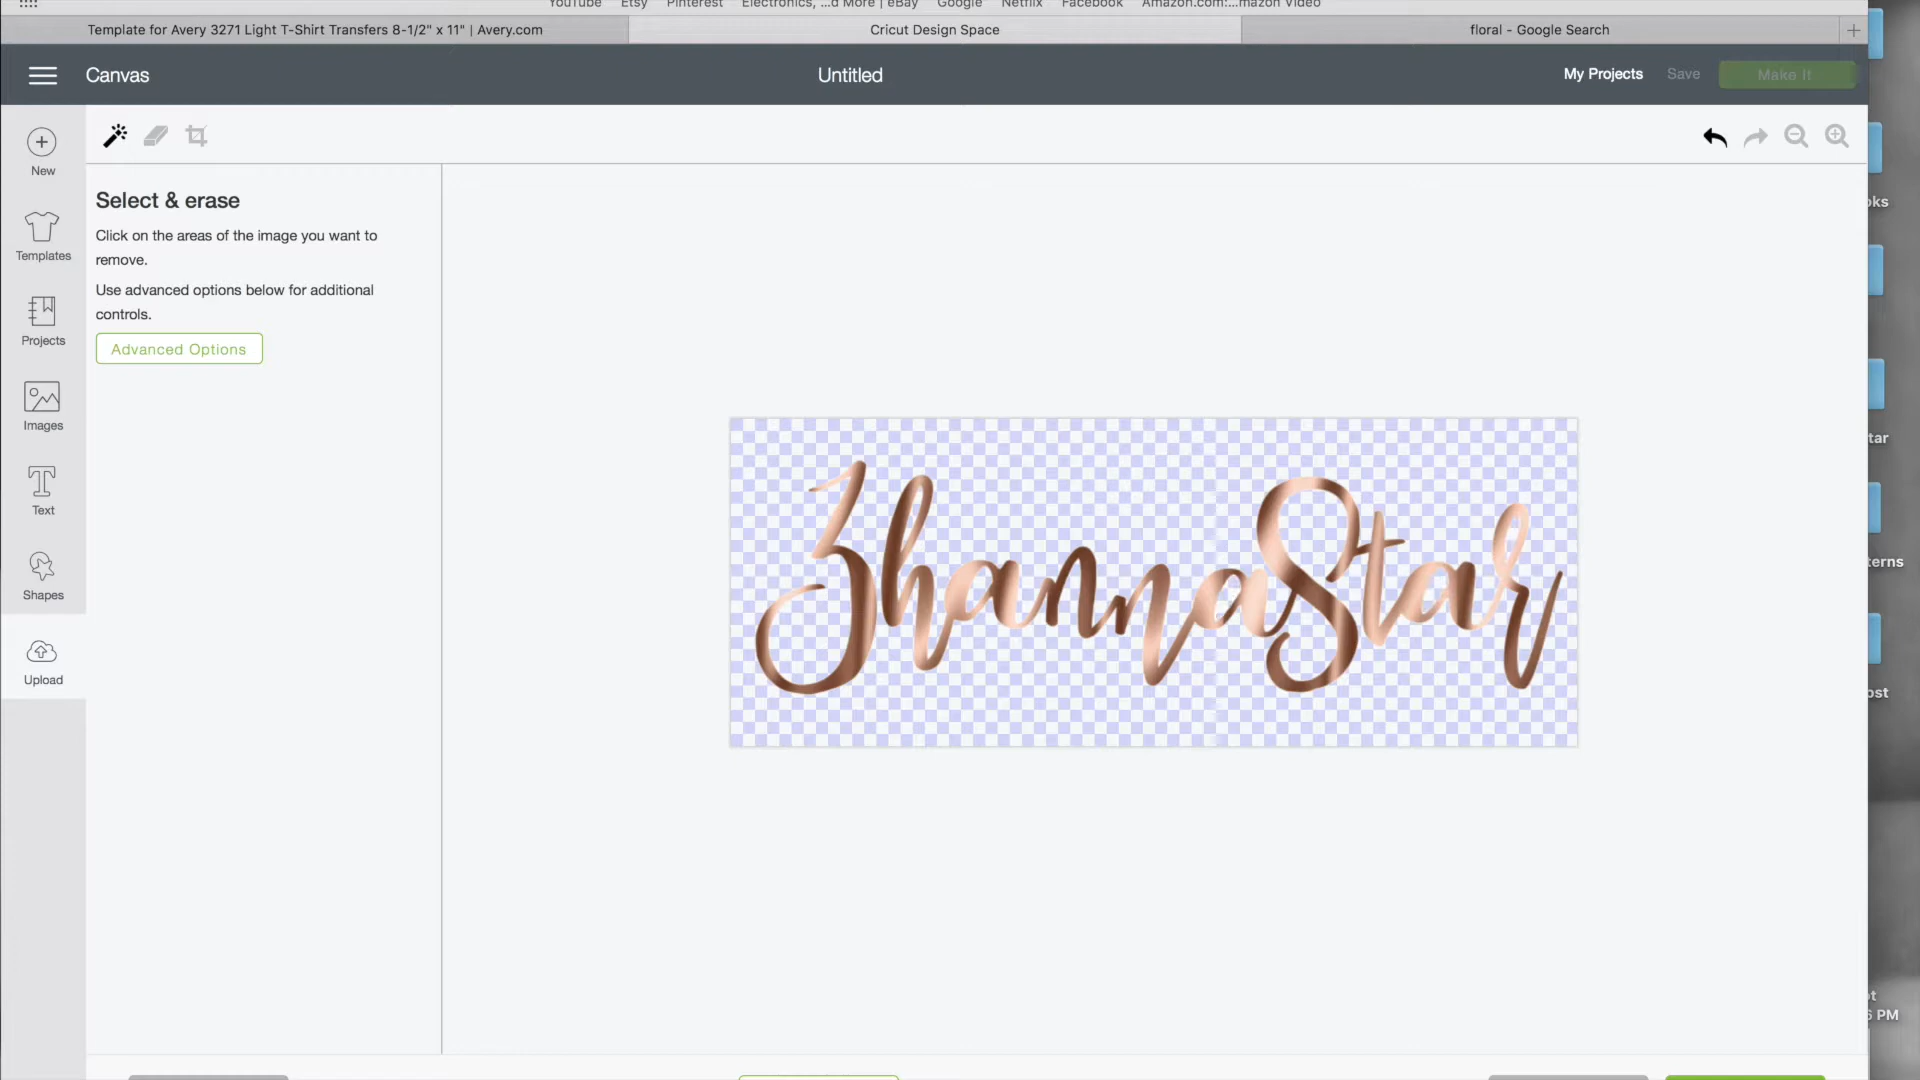 YouTube Etsy Pinterest Electronics, ...d More | eBay Google Netflix Facebook Amazon.com:...mazon Video
Template for Avery 3271 Light T-Shirt Transfers 8-1/2" x 11" | Avery.com
Cricut Design Space
floral - Google Search
Canvas
Untitled
My Projects
Save
Make It
New
Templates
Projects
Images
Text
Shapes
Upload
Select & erase
Click on the areas of the image you want to
remove.
Use advanced options below for additional
controls.
Advanced Options
ZhannaStar
oks
tar
terns
ost
PM